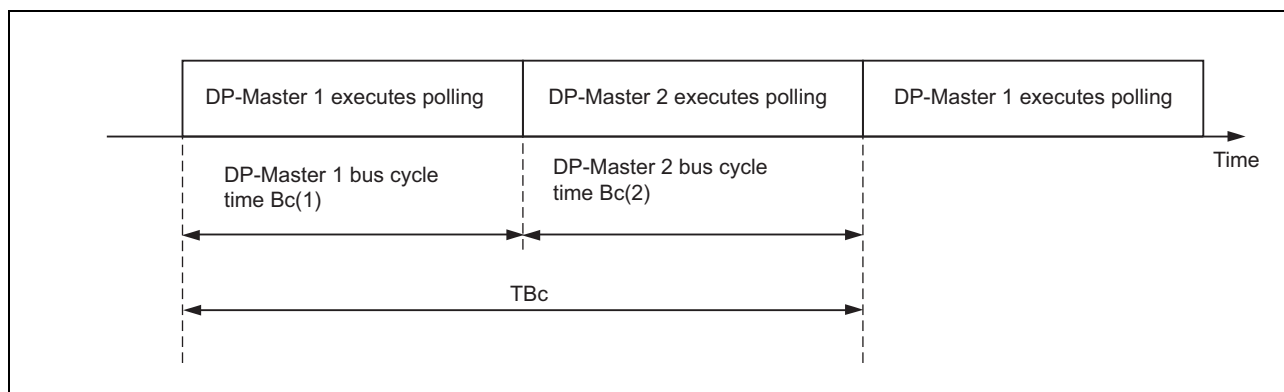 DP-Master 1 executes polling
DP-Master 2 executes polling
DP-Master 1 executes polling
Time
DP-Master 1 bus cycle
time Bc(1)
DP-Master 2 bus cycle
time Bc(2)
TBc